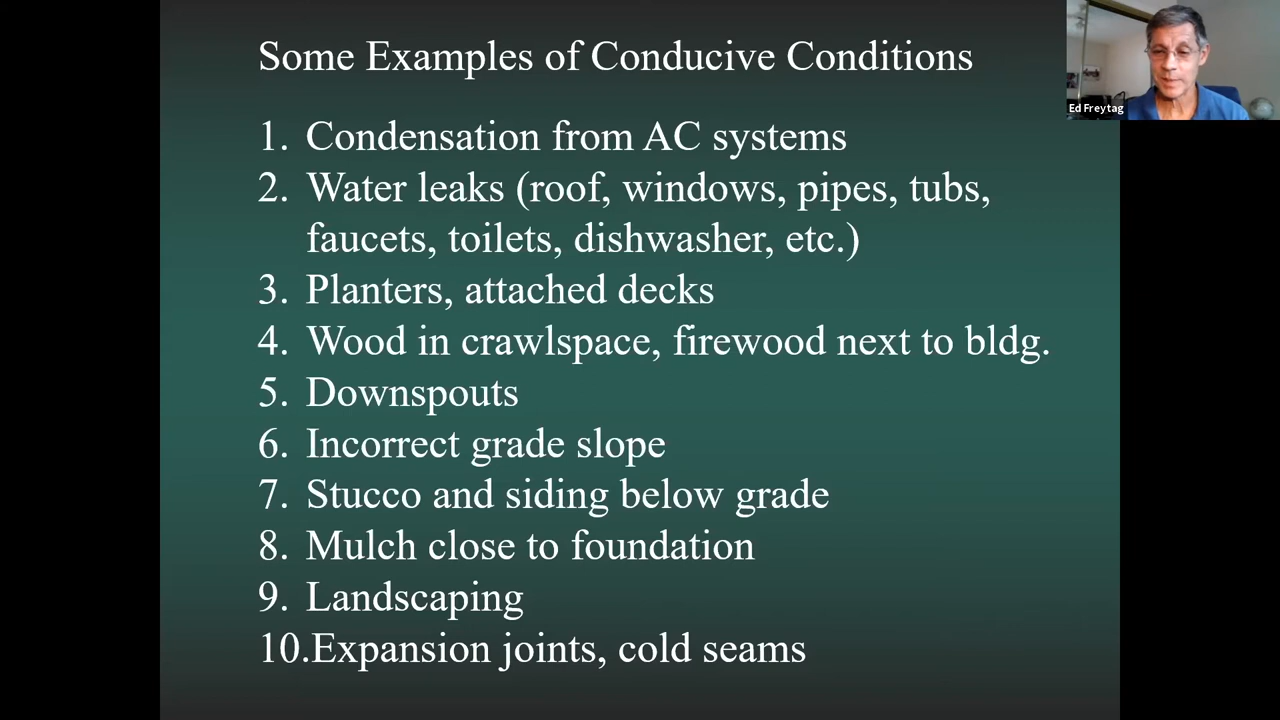 Some Examples of Conducive Conditions
Ed Freytag
1. Condensation from AC systems
2. Water leaks (roof, windows, pipes, tubs,
faucets, toilets, dishwasher, etc.)
3. Planters, attached decks
4. Wood in crawlspace, firewood next to bldg.
5. Downspouts
6. Incorrect grade slope
7. Stucco and siding below grade
8. Mulch close to foundation
9. Landscaping
10.Expansion joints, cold seams